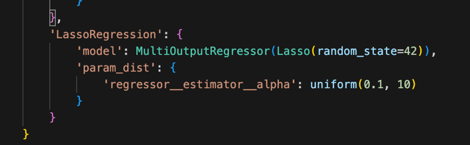 }
},
'LassoRegression': {
'model': MultiOutputRegressor(Lasso(random_state=42)),
'param_dist': {
'regressor__estimator__alpha': uniform(0.1, 10)
}
}
}